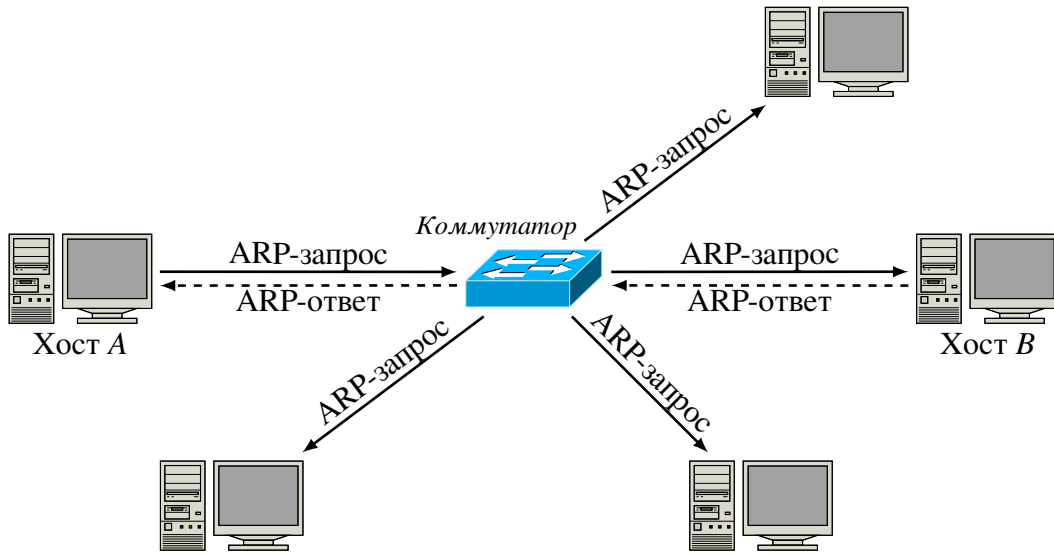 ARP-запрос
Коммутатор
ARP-запрос
ARP-запрос
ARP-ответ
ARP-ответ
Хост A
Хост B
ARP-запрос
ARP-запрос